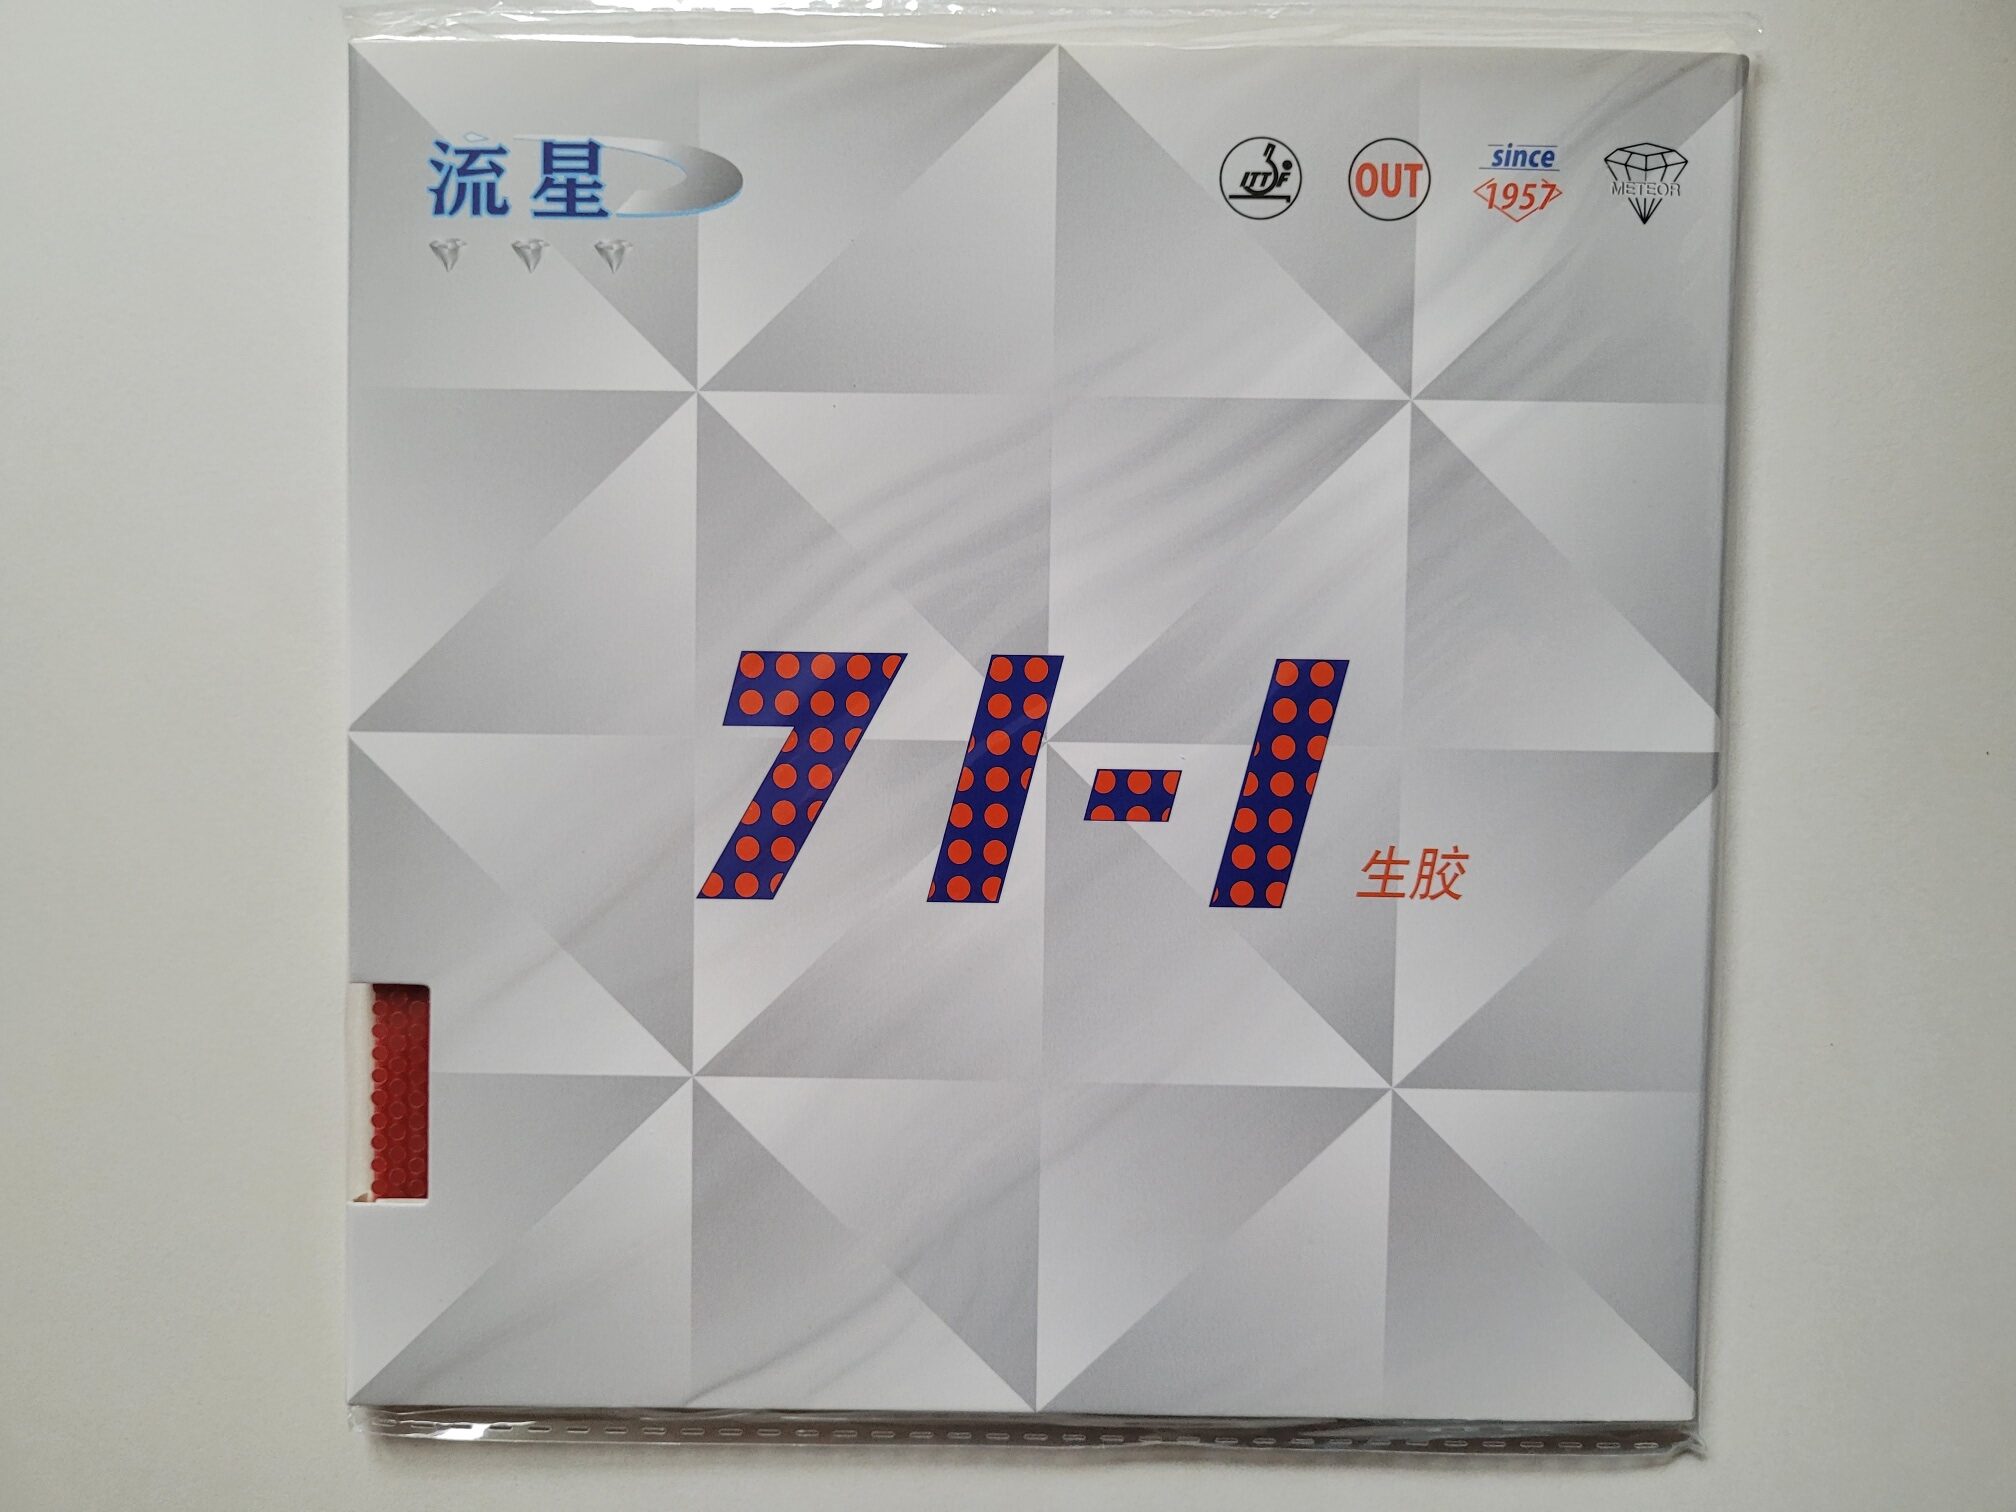 流星
ITTF
OUT
since
1957
METEOR
71-1
生胶